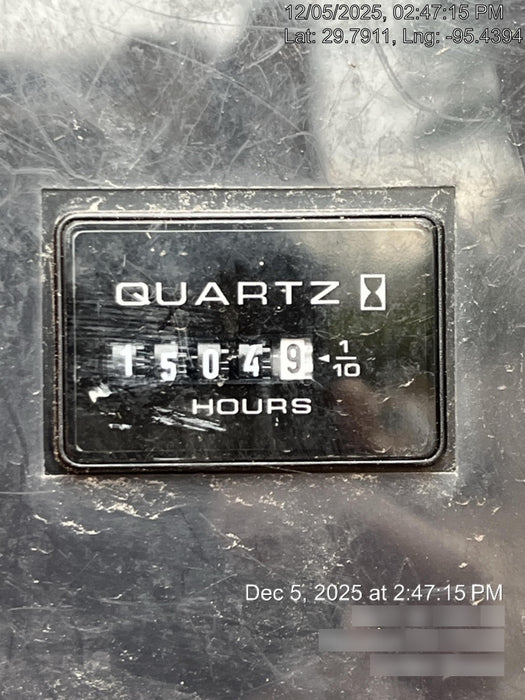 12/05/2025, 02:47:15 PM
Lat: 29.7911, Lng: -95.4394
QUARTZ
15049 1/10
HOURS
Dec 5, 2025 at 2:47:15 PM